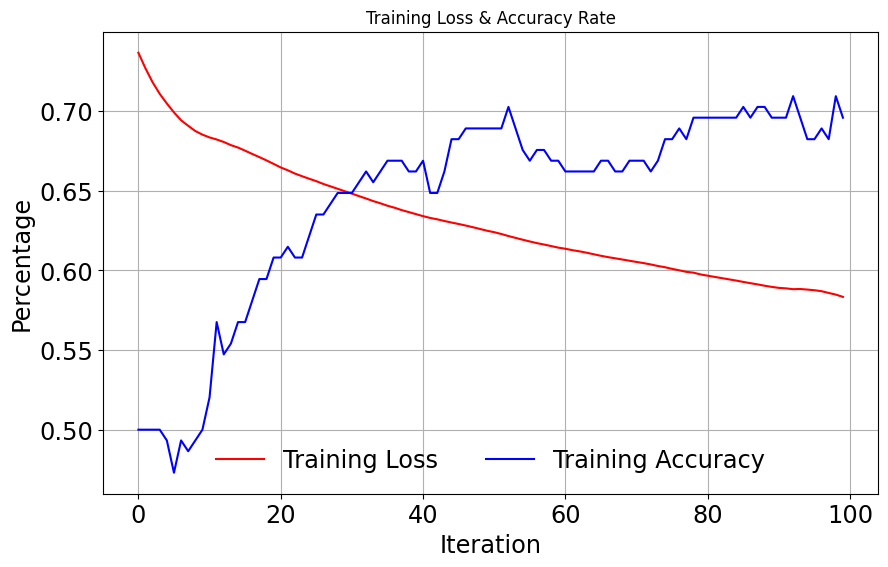 Training Loss & Accuracy Rate
0.70
0.65
0.60
0.55
0.50
Percentage
Training Loss
Training Accuracy
0 20 40 60 80 100
Iteration